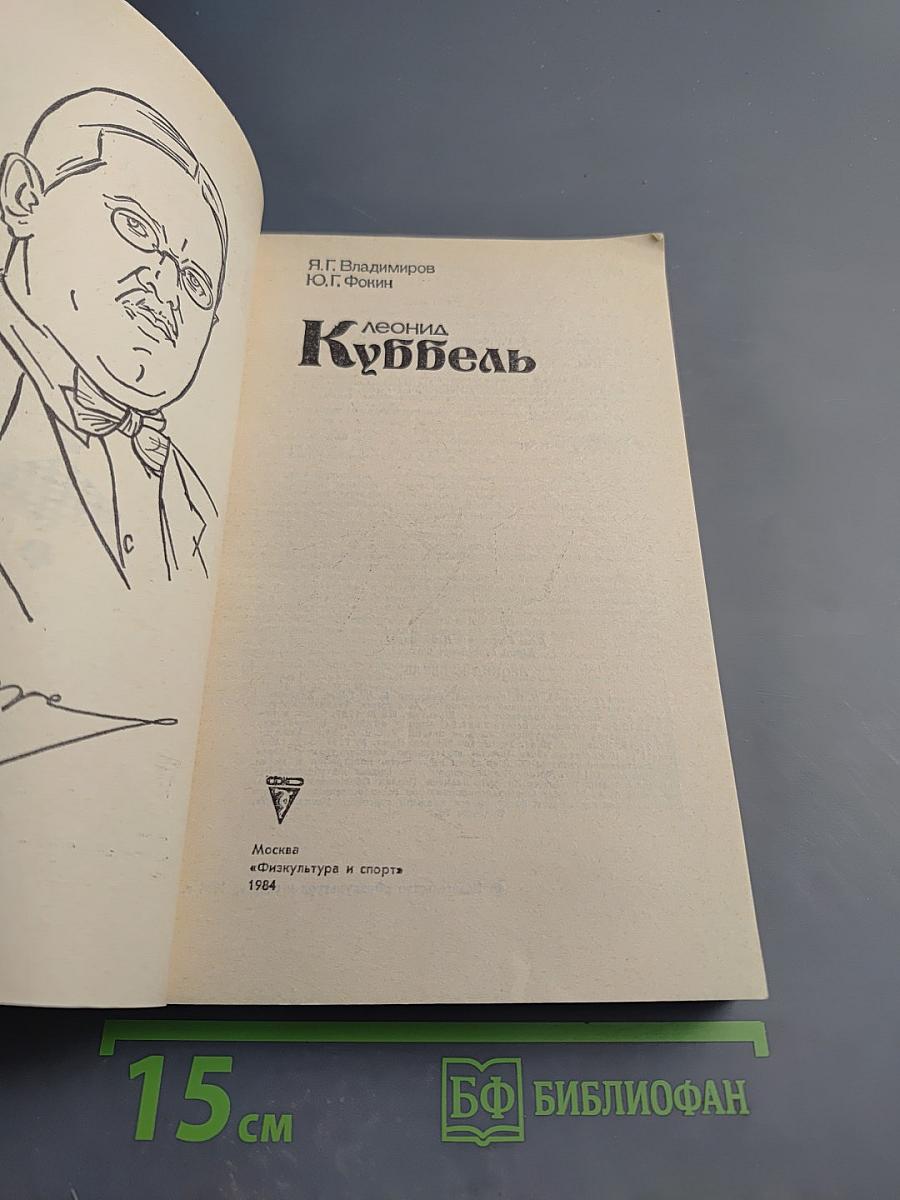 Я.Г. Владимиров
Ю.Г. Фокин
Леонид
Куббель
Москва
«Физкультура и спорт»
1984
15 см
БФ БИБЛИОФАН